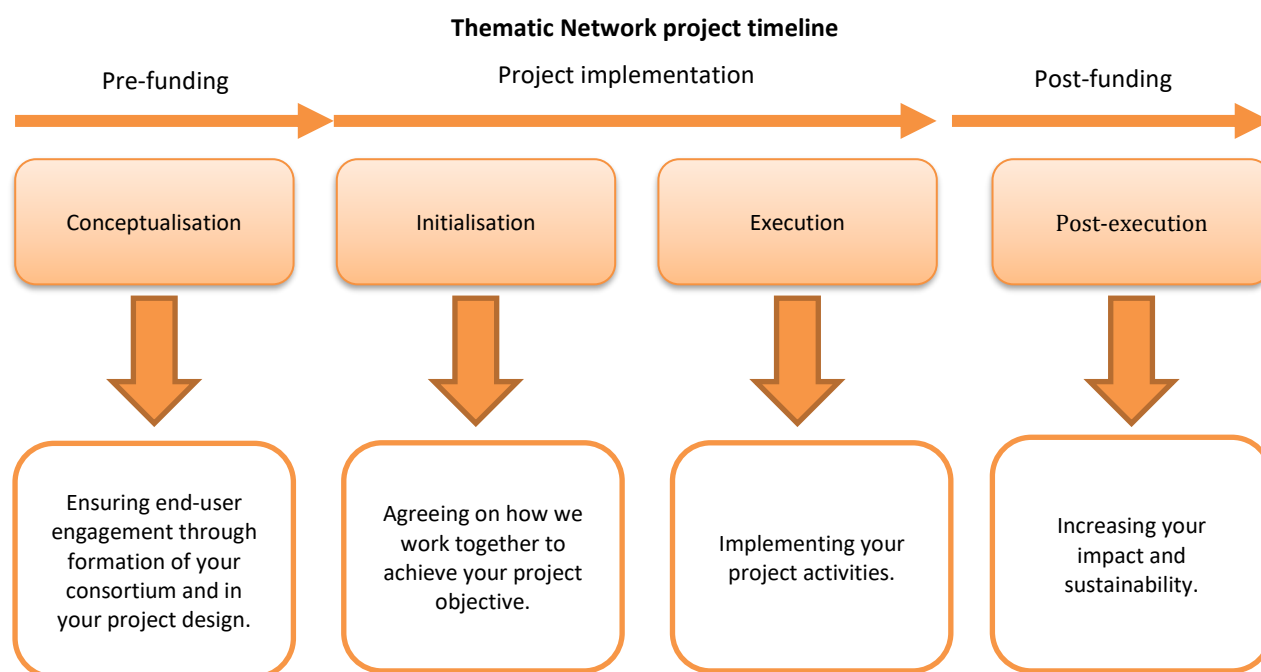 Thematic Network project timeline
Pre-funding
Project implementation
Post-funding
Conceptualisation
Initialisation
Execution
Post-execution
Ensuring end-user
engagement through
formation of your
consortium and in
your project design.
Agreeing on how we
work together to
achieve your project
objective.
Implementing your
project activities.
Increasing your
impact and
sustainability.